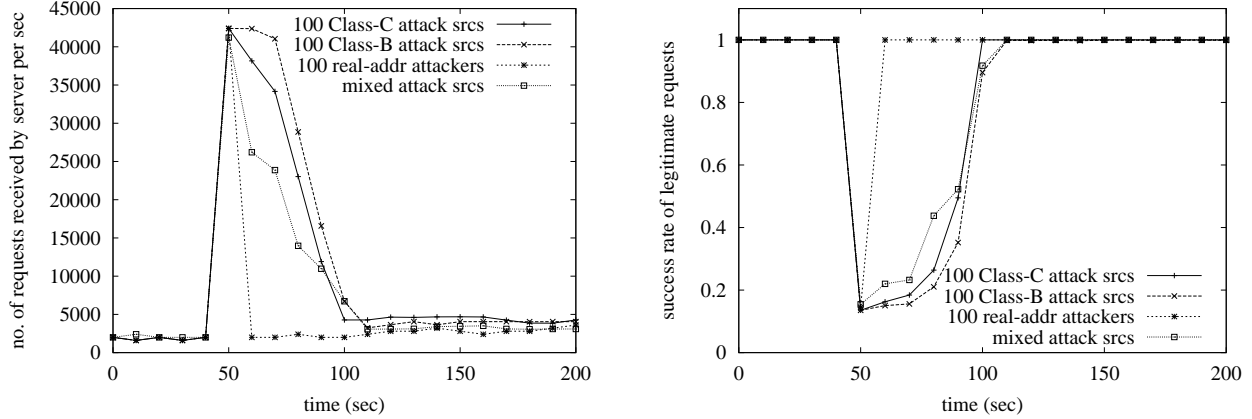 no. of requests received by server per sec
45000
40000
35000
30000
25000
20000
15000
10000
5000
0
0 50 100 150 200
time (sec)
100 Class-C attack srcs
100 Class-B attack srcs
100 real-addr attackers
mixed attack srcs
success rate of legitimate requests
1
0.8
0.6
0.4
0.2
0
0 50 100 150 200
time (sec)
100 Class-C attack srcs
100 Class-B attack srcs
100 real-addr attackers
mixed attack srcs